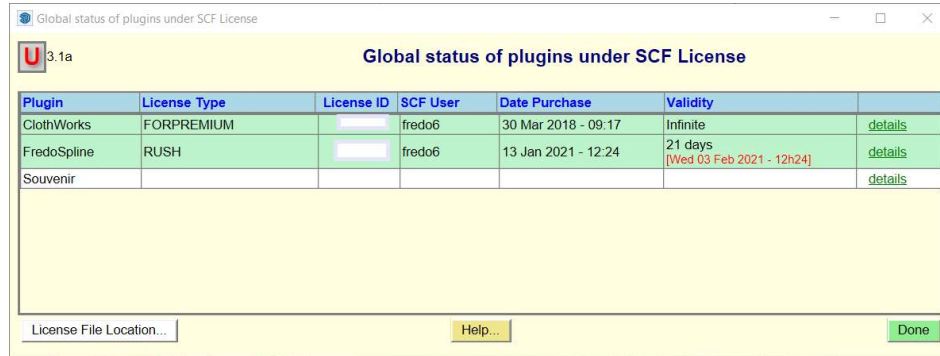 Global status of plugins under SCF License
U 3.1a
Global status of plugins under SCF License
Plugin License Type License ID SCF User Date Purchase Validity
ClothWorks FORPREMIUM fredo6 30 Mar 2018 - 09:17 Infinite details
FredoSpline RUSH fredo6 13 Jan 2021 - 12:24 21 days details
[Wed 03 Feb 2021 - 12h24]
Souvenir details
License File Location... Help... Done